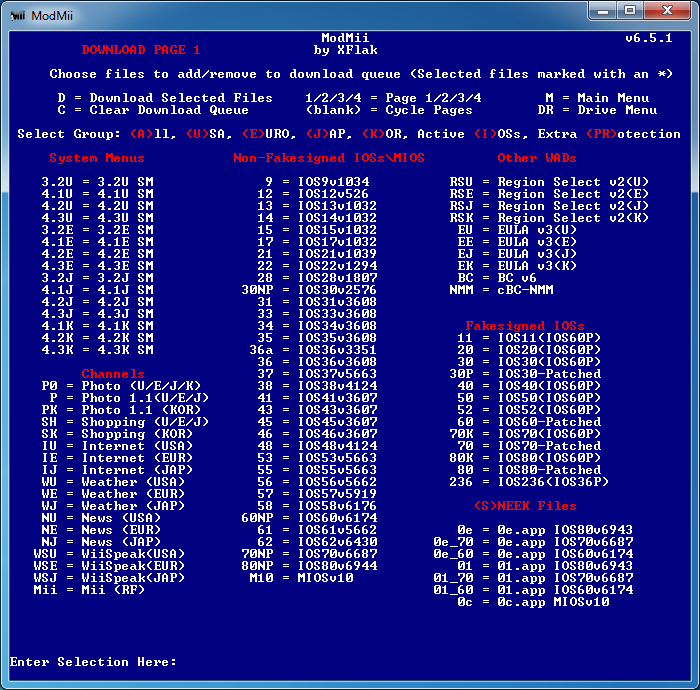 ModMii
ModMii v6.5.1
DOWNLOAD PAGE 1 by XFlak
Choose files to add/remove to download queue (Selected files marked with an *)
D = Download Selected Files 1/2/3/4 = Page 1/2/3/4 M = Main Menu
C = Clear Download Queue (blank) = Cycle Pages DR = Drive Menu
Select Group: (A)ll, (U)SA, (E)URO, (J)AP, (K)OR, Active (I)OSs, Extra (PR)otection
System Menus Non-Fakesigned IOSs\MIOS Other WADs
3.2U = 3.2U SM 9 = IOS9v1034 RSU = Region Select v2(U)
4.1U = 4.1U SM 12 = IOS12v526 RSE = Region Select v2(E)
4.2U = 4.2U SM 13 = IOS13v1032 RSJ = Region Select v2(J)
4.3U = 4.3U SM 14 = IOS14v1032 RSK = Region Select v2(K)
3.2E = 3.2E SM 15 = IOS15v1032 EU = EULA v3(U)
4.1E = 4.1E SM 17 = IOS17v1032 EE = EULA v3(E)
4.2E = 4.2E SM 21 = IOS21v1039 EJ = EULA v3(J)
4.3E = 4.3E SM 22 = IOS22v1294 EK = EULA v3(K)
3.2J = 3.2J SM 28 = IOS28v1807 BC = BC v6
4.1J = 4.1J SM 30NP = IOS30v2576 NMM = cBC-NMM
4.2J = 4.2J SM 31 = IOS31v3608
4.3J = 4.3J SM 33 = IOS33v3608
4.1K = 4.1K SM 34 = IOS34v3608 Fakesigned IOSs
4.2K = 4.2K SM 35 = IOS35v3608 11 = IOS11(IOS60P)
4.3K = 4.3K SM 36a = IOS36v3351 20 = IOS20(IOS60P)
36 = IOS36v3608 30 = IOS30(IOS60P)
Channels 37 = IOS37v5663 30P = IOS30-Patched
P0 = Photo (U/E/J/K) 38 = IOS38v4124 40 = IOS40(IOS60P)
P = Photo 1.1(U/E/J) 41 = IOS41v3607 50 = IOS50(IOS60P)
PK = Photo 1.1 (KOR) 43 = IOS43v3607 52 = IOS52(IOS60P)
SH = Shopping (U/E/J) 45 = IOS45v3607 60 = IOS60-Patched
SK = Shopping (KOR) 46 = IOS46v3607 70K = IOS70(IOS60P)
IU = Internet (USA) 48 = IOS48v4124 70 = IOS70-Patched
IE = Internet (EUR) 53 = IOS53v5663 80K = IOS80(IOS60P)
IJ = Internet (JAP) 55 = IOS55v5663 80 = IOS80-Patched
WU = Weather (USA) 56 = IOS56v5662 236 = IOS236(IOS36P)
WE = Weather (EUR) 57 = IOS57v5919
WJ = Weather (JAP) 58 = IOS58v6176 (S)NEEK Files
NU = News (USA) 60NP = IOS60v6174
NE = News (EUR) 61 = IOS61v5662 0e = 0e.app IOS80v6943
NJ = News (JAP) 62 = IOS62v6430 0e_70 = 0e.app IOS70v6687
WSU = WiiSpeak(USA) 70NP = IOS70v6687 0e_60 = 0e.app IOS60v6174
WSE = WiiSpeak(EUR) 80NP = IOS80v6944 01 = 01.app IOS80v6943
WSJ = WiiSpeak(JAP) M10 = MIOSv10 01_70 = 01.app IOS70v6687
Mii = Mii (RF) 01_60 = 01.app IOS60v6174
0c = 0c.app MIOSv10
Enter Selection Here: